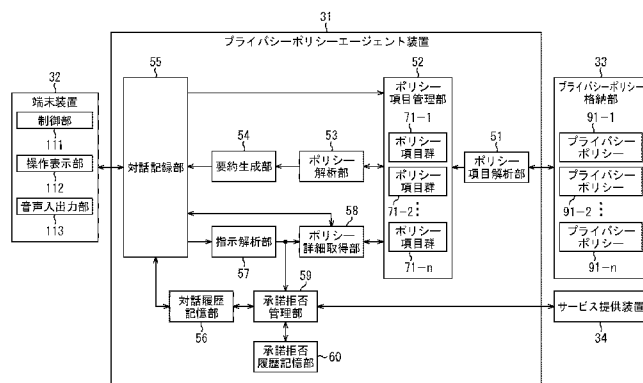 31
プライバシーポリシーエージェント装置
32
端末装置
制御部
111
操作表示部
112
音声入出力部
113
55
対話記録部
54
要約生成部
53
ポリシー
解析部
52
ポリシー
項目管理部
71-1
ポリシー
項目群
ポリシー
項目群
71-2
ポリシー
項目群
71-n
51
ポリシー
項目解析部
33
プライバシーポリシー
格納部
91-1
プライバシー
ポリシー
プライバシー
ポリシー
91-2
プライバシー
ポリシー
91-n
指示解析部
57
58
ポリシー
詳細取得部
対話履歴
記憶部
56
59
承諾拒否
管理部
承諾拒否
履歴記憶部
60
サービス提供装置
34